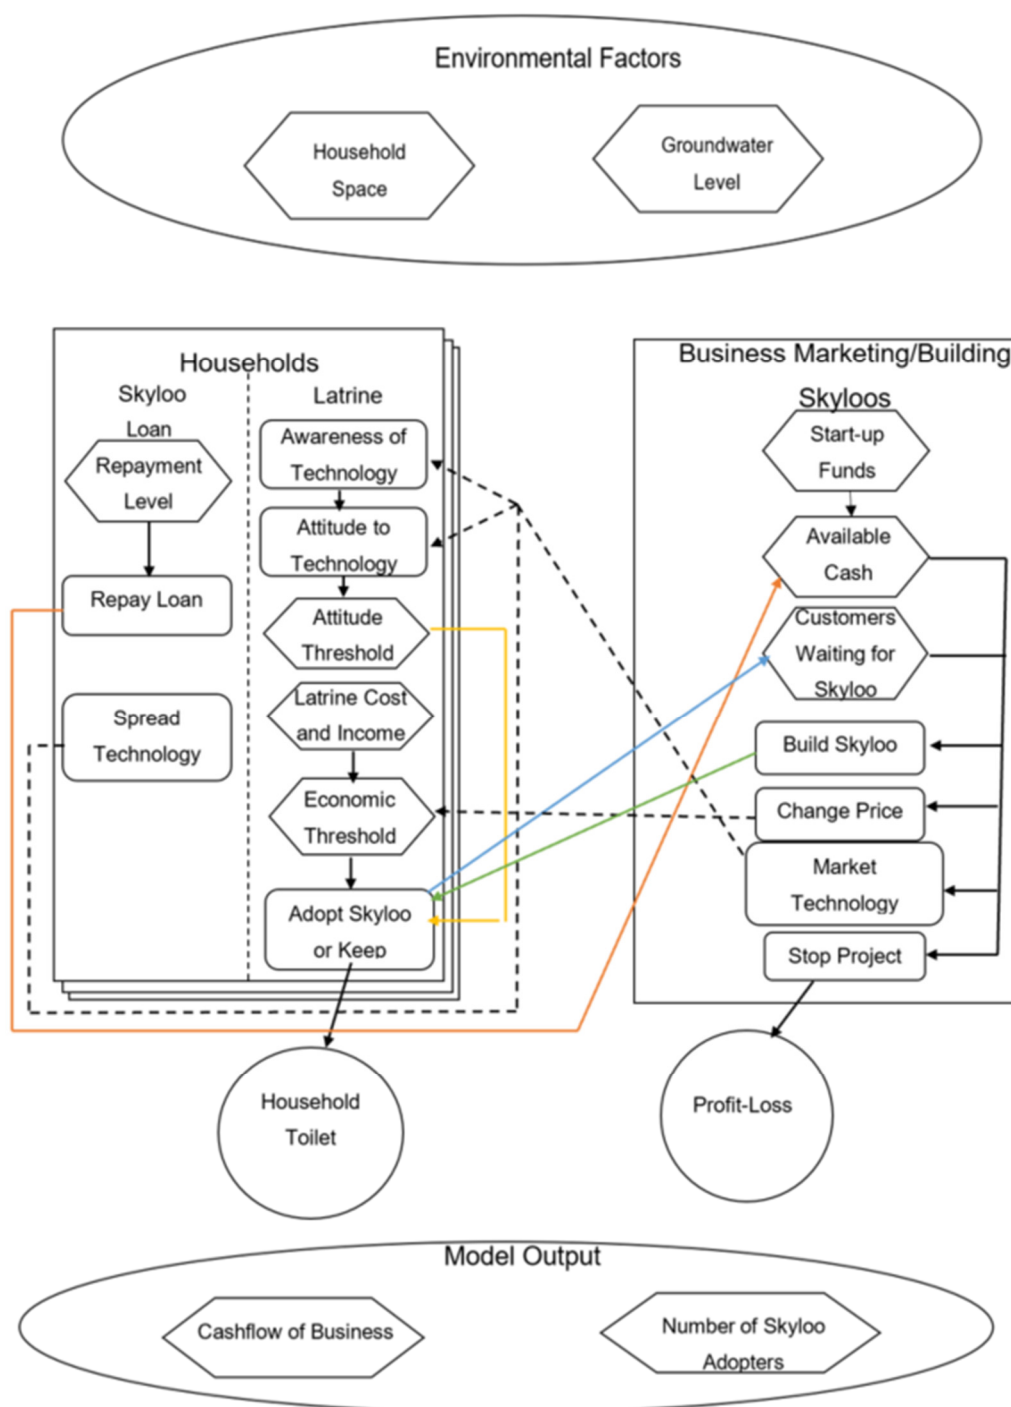 Environmental Factors
Household
Space
Groundwater
Level
Households
Skyloo
Loan
Repayment
Level
Repay Loan
Spread
Technology
Latrine
Awareness of
Technology
Attitude to
Technology
Attitude
Threshold
Latrine Cost
and Income
Economic
Threshold
Adopt Skyloo
or Keep
Household
Toilet
Business Marketing/Building
Skyloos
Start-up
Funds
Available
Cash
Customers
Waiting for
Skyloo
Build Skyloo
Change Price
Market
Technology
Stop Project
Profit-Loss
Model Output
Cashflow of Business
Number of Skyloo
Adopters